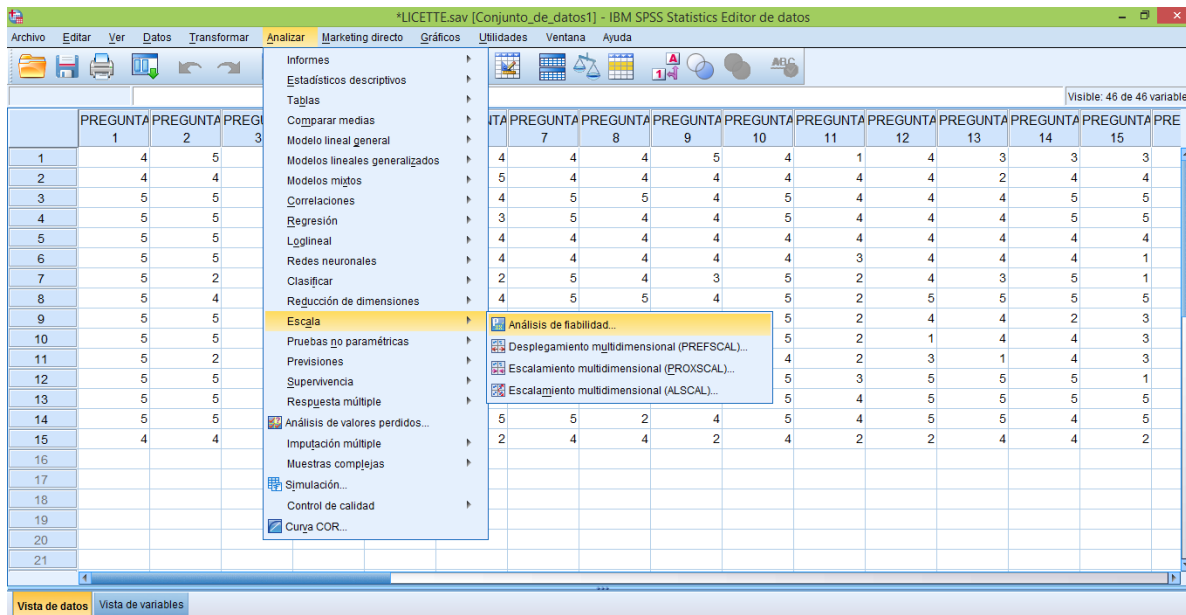 *LICETTE.sav [Conjunto_de_datos1] - IBM SPSS Statistics Editor de datos
Archivo Editar Ver Datos Transformar Analizar Marketing directo Gráficos Utilidades Ventana Ayuda
Visible: 46 de 46 variable
Informes
Estadísticos descriptivos
Tablas
Comparar medias
Modelo lineal general
Modelos lineales generalizados
Modelos mixtos
Correlaciones
Regresión
Loglineal
Redes neuronales
Clasificar
Reducción de dimensiones
Escala
Pruebas no paramétricas
Previsiones
Supervivencia
Respuesta múltiple
Análisis de valores perdidos...
Imputación múltiple
Muestras complejas
Simulación...
Control de calidad
Curva COR...
Análisis de fiabilidad...
Desplegamiento multidimensional (PREFSCAL)...
Escalamiento multidimensional (PROXSCAL)...
Escalamiento multidimensional (ALSCAL)...
PREGUNTA PREGUNTA PREGU NTA PREGUNTA PREGUNTA PREGUNTA PREGUNTA PREGUNTA PREGUNTA PREGUNTA PREGUNTA PREGUNTA PRE
1 2 3 7 8 9 10 11 12 13 14 15
1 4 5 4 4 4 5 4 1 4 3 3 3
2 4 4 5 4 4 4 4 4 4 2 4 4
3 5 5 4 5 5 4 5 4 4 4 5 5
4 5 5 3 5 4 4 5 4 4 4 5 5
5 5 5 4 4 4 4 4 4 4 4 4 4
6 5 5 4 4 4 4 4 3 4 4 4 1
7 5 2 2 5 4 3 5 2 4 3 5 1
8 5 4 4 5 5 4 5 2 5 5 5 5
9 5 5 5 2 4 4 2 3
10 5 5 5 2 1 4 4 3
11 5 2 4 2 3 1 4 3
12 5 5 5 3 5 5 5 1
13 5 5 5 4 5 5 5 5
14 5 5 5 5 2 4 5 4 5 5 4 5
15 4 4 2 4 4 2 4 2 2 4 4 2
16
17
18
19
20
21
Vista de datos Vista de variables